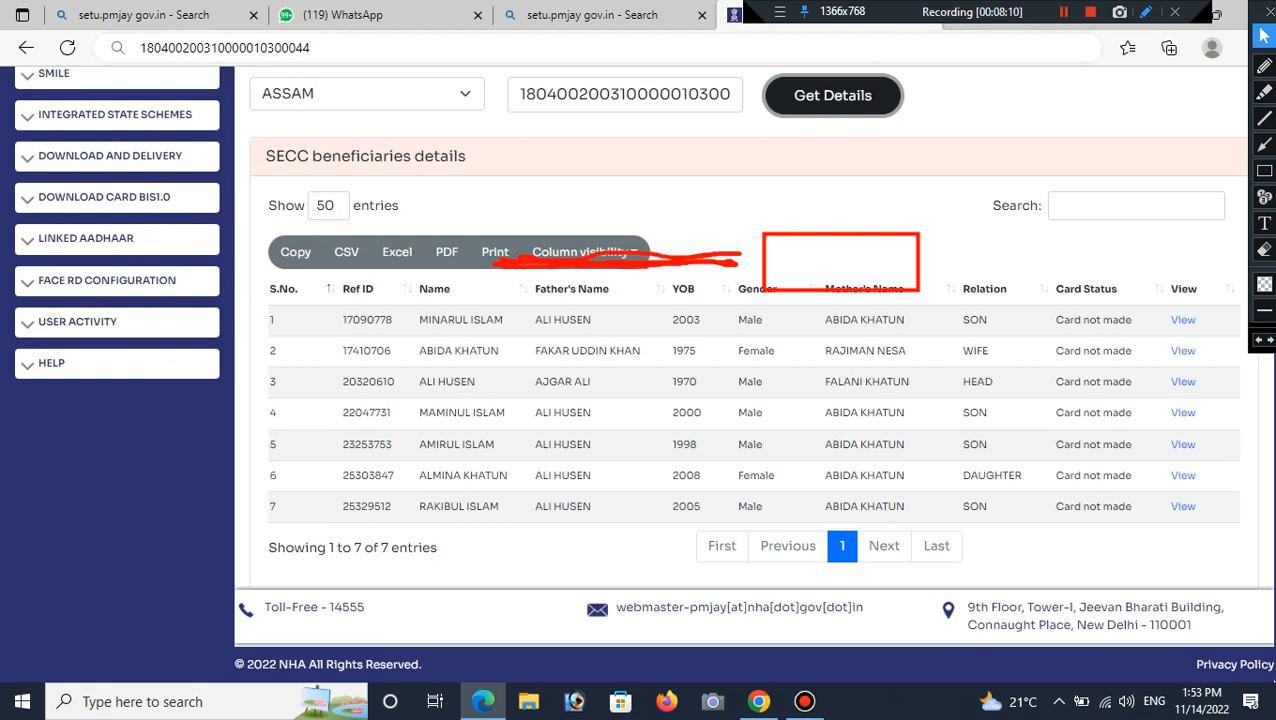 setu.pmjay gov.in - Search
99+
(119) WhatsApp
setu.pmjay gov.in - Search
1366x768
Recording [00:08:10]
180400200310000010300044
SMILE
INTEGRATED STATE SCHEMES
DOWNLOAD AND DELIVERY
DOWNLOAD CARD BIS1.0
LINKED AADHAAR
FACE RD CONFIGURATION
USER ACTIVITY
HELP
ASSAM
180400200310000010300
Get Details
SECC beneficiaries details
Show 50 entries
Search:
Copy CSV Excel PDF Print Column visibility
S.No. Ref ID Name Father's Name YOB Gender Mother's Name Relation Card Status View
1 17090778 MINARUL ISLAM ALI HUSEN 2003 Male ABIDA KHATUN SON Card not made View
2 17410706 ABIDA KHATUN UDDIN KHAN 1975 Female RAJIMAN NESA WIFE Card not made View
3 20320610 ALI HUSEN AJGAR ALI 1970 Male FALANI KHATUN HEAD Card not made View
4 22047731 MAMINUL ISLAM ALI HUSEN 2000 Male ABIDA KHATUN SON Card not made View
5 23253753 AMIRUL ISLAM ALI HUSEN 1998 Male ABIDA KHATUN SON Card not made View
6 25303847 ALMINA KHATUN ALI HUSEN 2008 Female ABIDA KHATUN DAUGHTER Card not made View
7 25329512 RAKIBUL ISLAM ALI HUSEN 2005 Male ABIDA KHATUN SON Card not made View
Showing 1 to 7 of 7 entries
First Previous 1 Next Last
Toll-Free - 14555
webmaster-pmjay[at]nha[dot]gov[dot]in
9th Floor, Tower-I, Jeevan Bharati Building,
Connaught Place, New Delhi - 110001
© 2022 NHA All Rights Reserved.
Privacy Policy
Type here to search
21°C
ENG
1:53 PM
11/14/2022